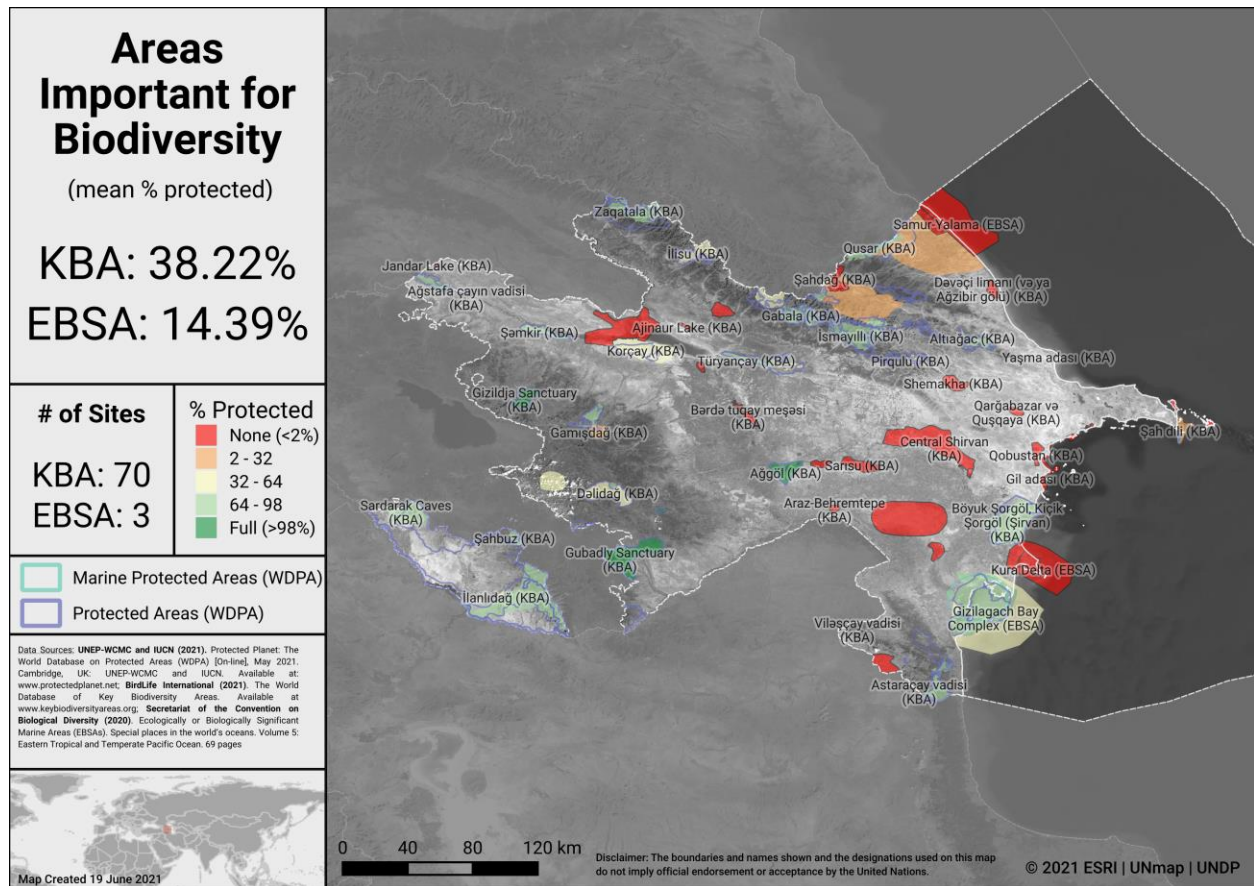 Areas
Important for
Biodiversity
(mean % protected)
KBA: 38.22%
EBSA: 14.39%
# of Sites
KBA: 70
EBSA: 3
% Protected
None (<2%)
2 - 32
32 - 64
64 - 98
Full (>98%)
Marine Protected Areas (WDPA)
Protected Areas (WDPA)
Data Sources: UNEP-WCMC and IUCN (2021). Protected Planet: The
World Database on Protected Areas (WDPA) [On-line], May 2021.
Cambridge, UK: UNEP-WCMC and IUCN. Available at:
www.protectedplanet.net; BirdLife International (2021). The World
Database of Key Biodiversity Areas. Available at
www.keybiodiversityareas.org; Secretariat of the Convention on
Biological Diversity (2020). Ecologically or Biologically Significant
Marine Areas (EBSAs). Special places in the world's oceans. Volume 5:
Eastern Tropical and Temperate Pacific Ocean. 69 pages
Map Created 19 June 2021
Zaqatala (KBA)
Samur-Yalama (EBSA)
İlisu (KBA)
Qusar (KBA)
Jandar Lake (KBA)
Şahdağ (KBA)
Ağstafa çayın vadisi
(KBA)
Dəvəçi limanı (və ya
Ağzibir gölu) (KBA)
Gabala (KBA)
Şəmkir (KBA)
Ajinaur Lake (KBA)
İsmayıllı (KBA)
Altıağac (KBA)
Korçay (KBA)
Türyançay (KBA)
Pirqulu (KBA)
Yaşma adası (KBA)
Shemakha (KBA)
Gizildja Sanctuary
(KBA)
Bərdə tuqay meşəsi
(KBA)
Qarğabazar və
Quşqaya (KBA)
Gamışdağ (KBA)
Şah dili (KBA)
Central Shirvan
(KBA)
Qobustan (KBA)
Ağgöl (KBA)
Sarısu (KBA)
Gil adası (KBA)
Dəlidağ (KBA)
Sardarak Caves
(KBA)
Araz-Behremtepe
(KBA)
Böyuk Şorgöl, Kiçik
Şorgöl (Şirvan)
(KBA)
Şahbuz (KBA)
Gubadly Sanctuary
(KBA)
Kura Delta (EBSA)
İlanlıdağ (KBA)
Gizilagach Bay
Complex (EBSA)
Viləşçay vadisi
(KBA)
Astaraçay vadisi
(KBA)
0 40 80 120 km
Disclaimer: The boundaries and names shown and the designations used on this map
do not imply official endorsement or acceptance by the United Nations.
© 2021 ESRI | UNmap | UNDP